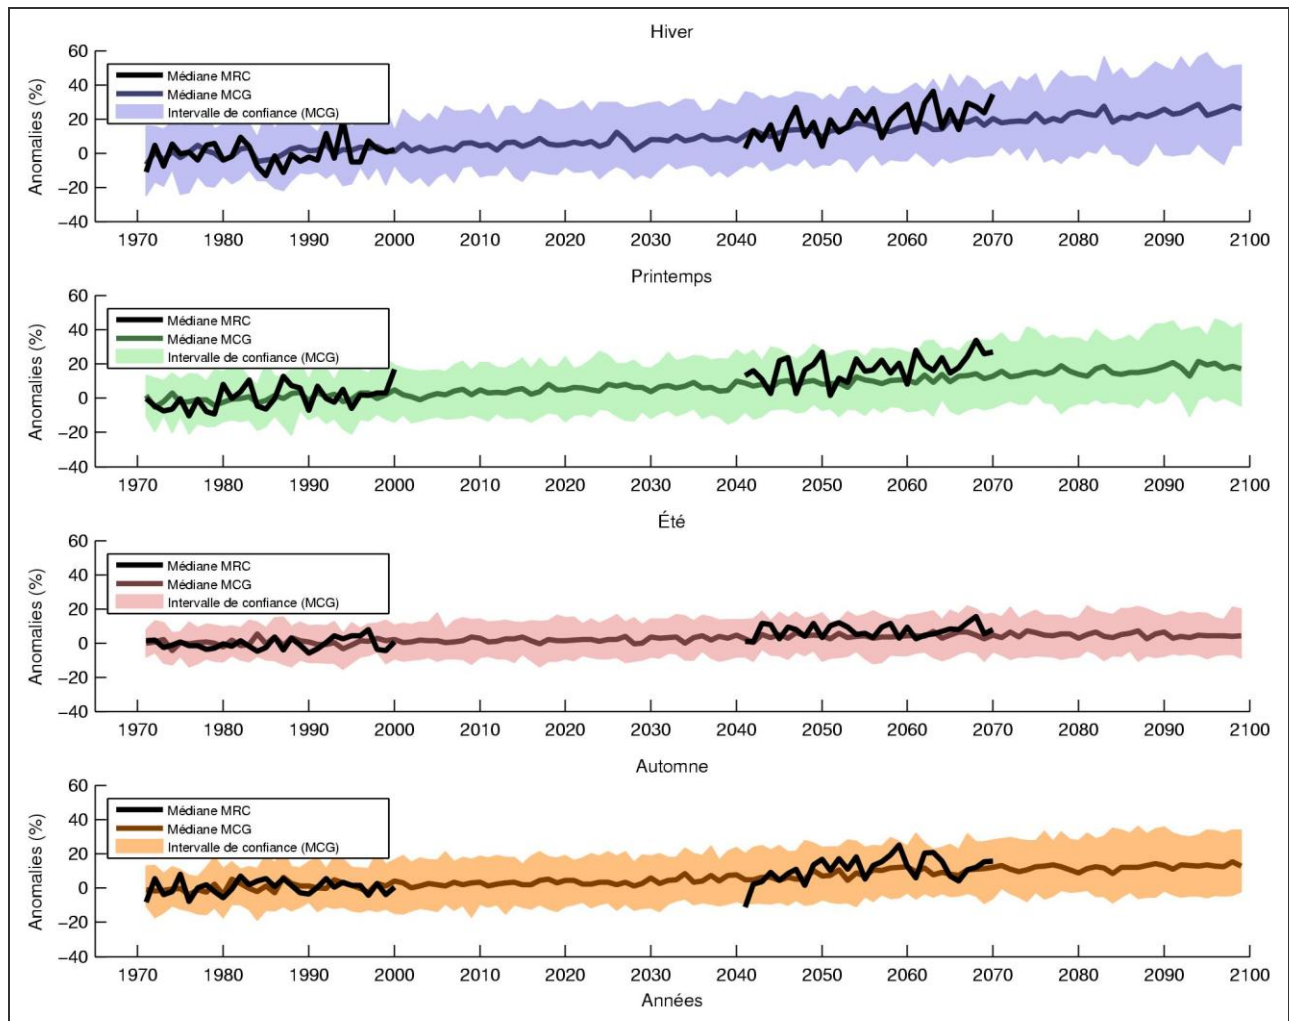 Hiver
60
40
20
0
−20
−40
Anomalies (%)
Médiane MRC
Médiane MCG
Intervalle de confiance (MCG)
1970 1980 1990 2000 2010 2020 2030 2040 2050 2060 2070 2080 2090 2100
Printemps
60
40
20
0
−20
−40
Anomalies (%)
Médiane MRC
Médiane MCG
Intervalle de confiance (MCG)
1970 1980 1990 2000 2010 2020 2030 2040 2050 2060 2070 2080 2090 2100
Été
60
40
20
0
−20
−40
Anomalies (%)
Médiane MRC
Médiane MCG
Intervalle de confiance (MCG)
1970 1980 1990 2000 2010 2020 2030 2040 2050 2060 2070 2080 2090 2100
Automne
60
40
20
0
−20
−40
Anomalies (%)
Médiane MRC
Médiane MCG
Intervalle de confiance (MCG)
1970 1980 1990 2000 2010 2020 2030 2040 2050 2060 2070 2080 2090 2100
Années